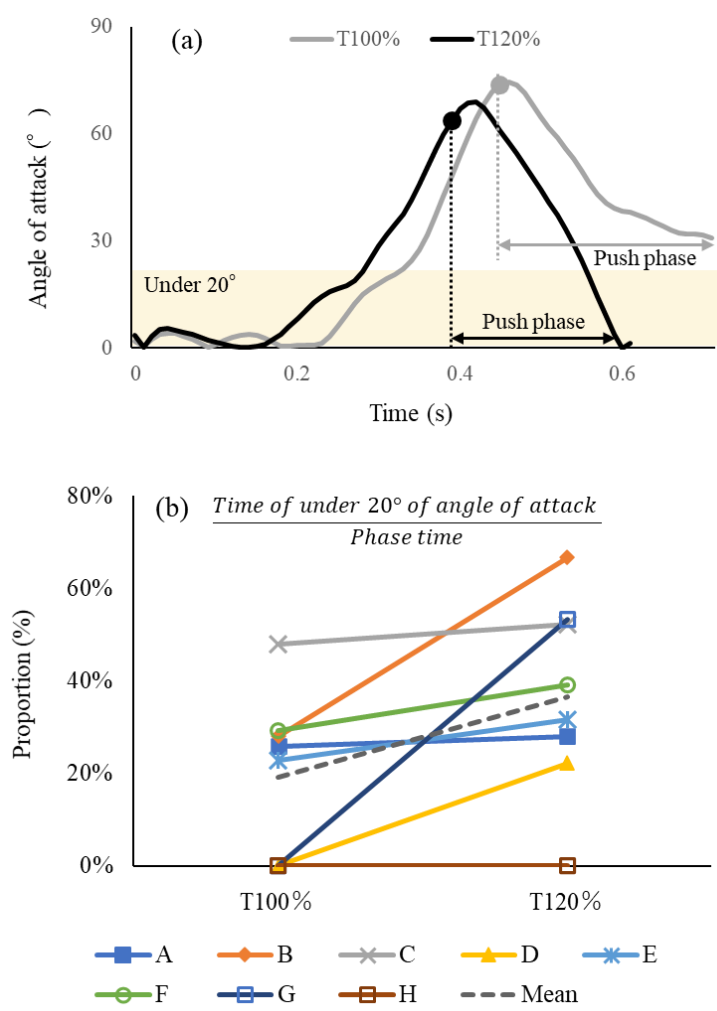 (a)
T100% T120%
90
60
30
0
Angle of attack (°)
Under 20°
Push phase
Push phase
0 0.2 0.4 0.6
Time (s)
(b)
Time of under 20° of angle of attack
Phase time
80%
60%
40%
20%
0%
Proportion (%)
T100% T120%
A B C D E
F G H Mean